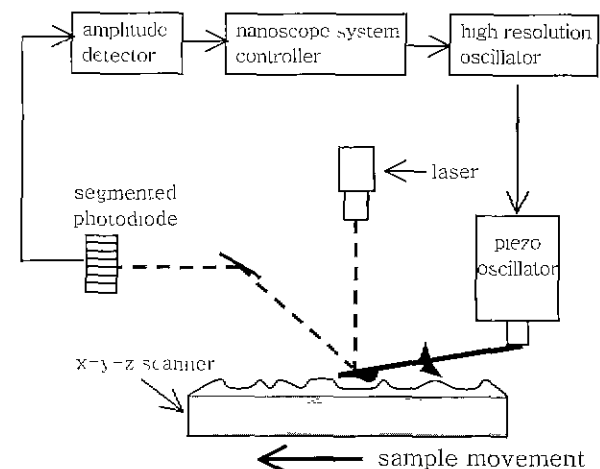 amplitude
detector
nanoscope system
controller
high resolution
oscillator
laser
segmented
photodiode
piezo
oscillator
x-y-z scanner
sample movement